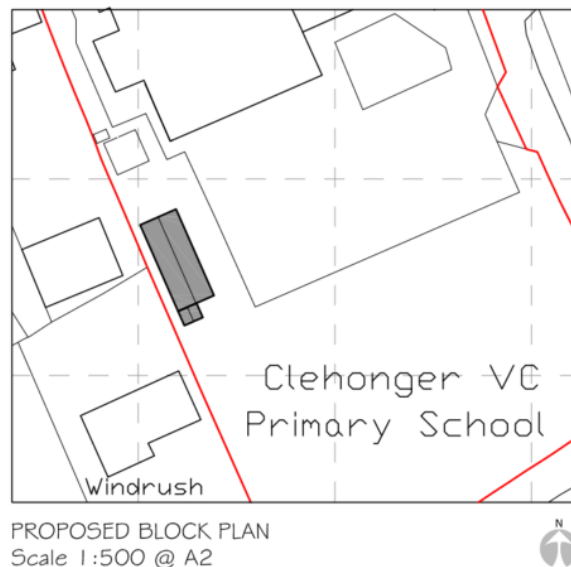 Clehonger VC
Primary School
Windrush
PROPOSED BLOCK PLAN
Scale 1:500 @ A2
N